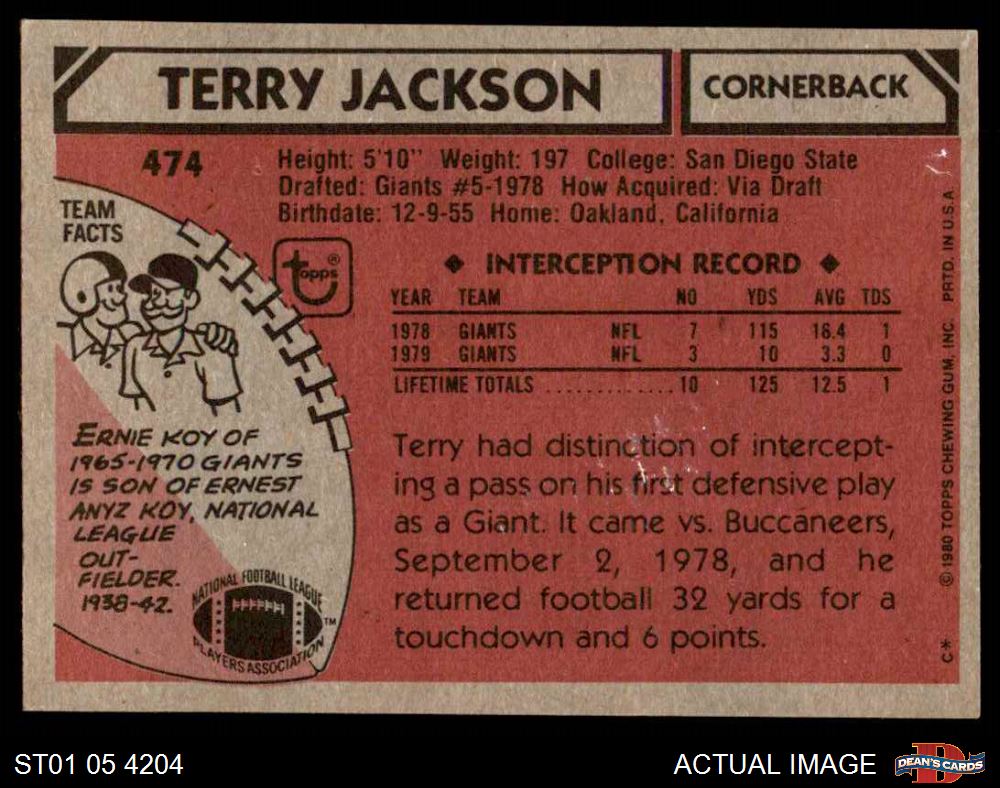 TERRY JACKSON
CORNERBACK
474
Height: 5'10" Weight: 197 College: San Diego State
Drafted: Giants #5-1978 How Acquired: Via Draft
Birthdate: 12-9-55 Home: Oakland, California
TEAM
FACTS
topps®
◆ INTERCEPTION RECORD ◆
YEAR TEAM NO YDS AVG TDS
1978 GIANTS NFL 7 115 16.4 1
1979 GIANTS NFL 3 10 3.3 0
LIFETIME TOTALS ............. 10 125 12.5 1
ERNIE KOY OF
1965-1970 GIANTS
IS SON OF ERNEST
ANYZ KOY, NATIONAL
LEAGUE
OUT-
FIELDER.
1938-42.
NATIONAL FOOTBALL LEAGUE
PLAYERS ASSOCIATION
TM
Terry had distinction of intercept-
ing a pass on his first defensive play
as a Giant. It came vs. Buccaneers,
September 2, 1978, and he
returned football 32 yards for a
touchdown and 6 points.
C* © 1980 TOPPS CHEWING GUM, INC. PRTD. IN U.S.A
ST01 05 4204
ACTUAL IMAGE
D
DEAN'S CARDS